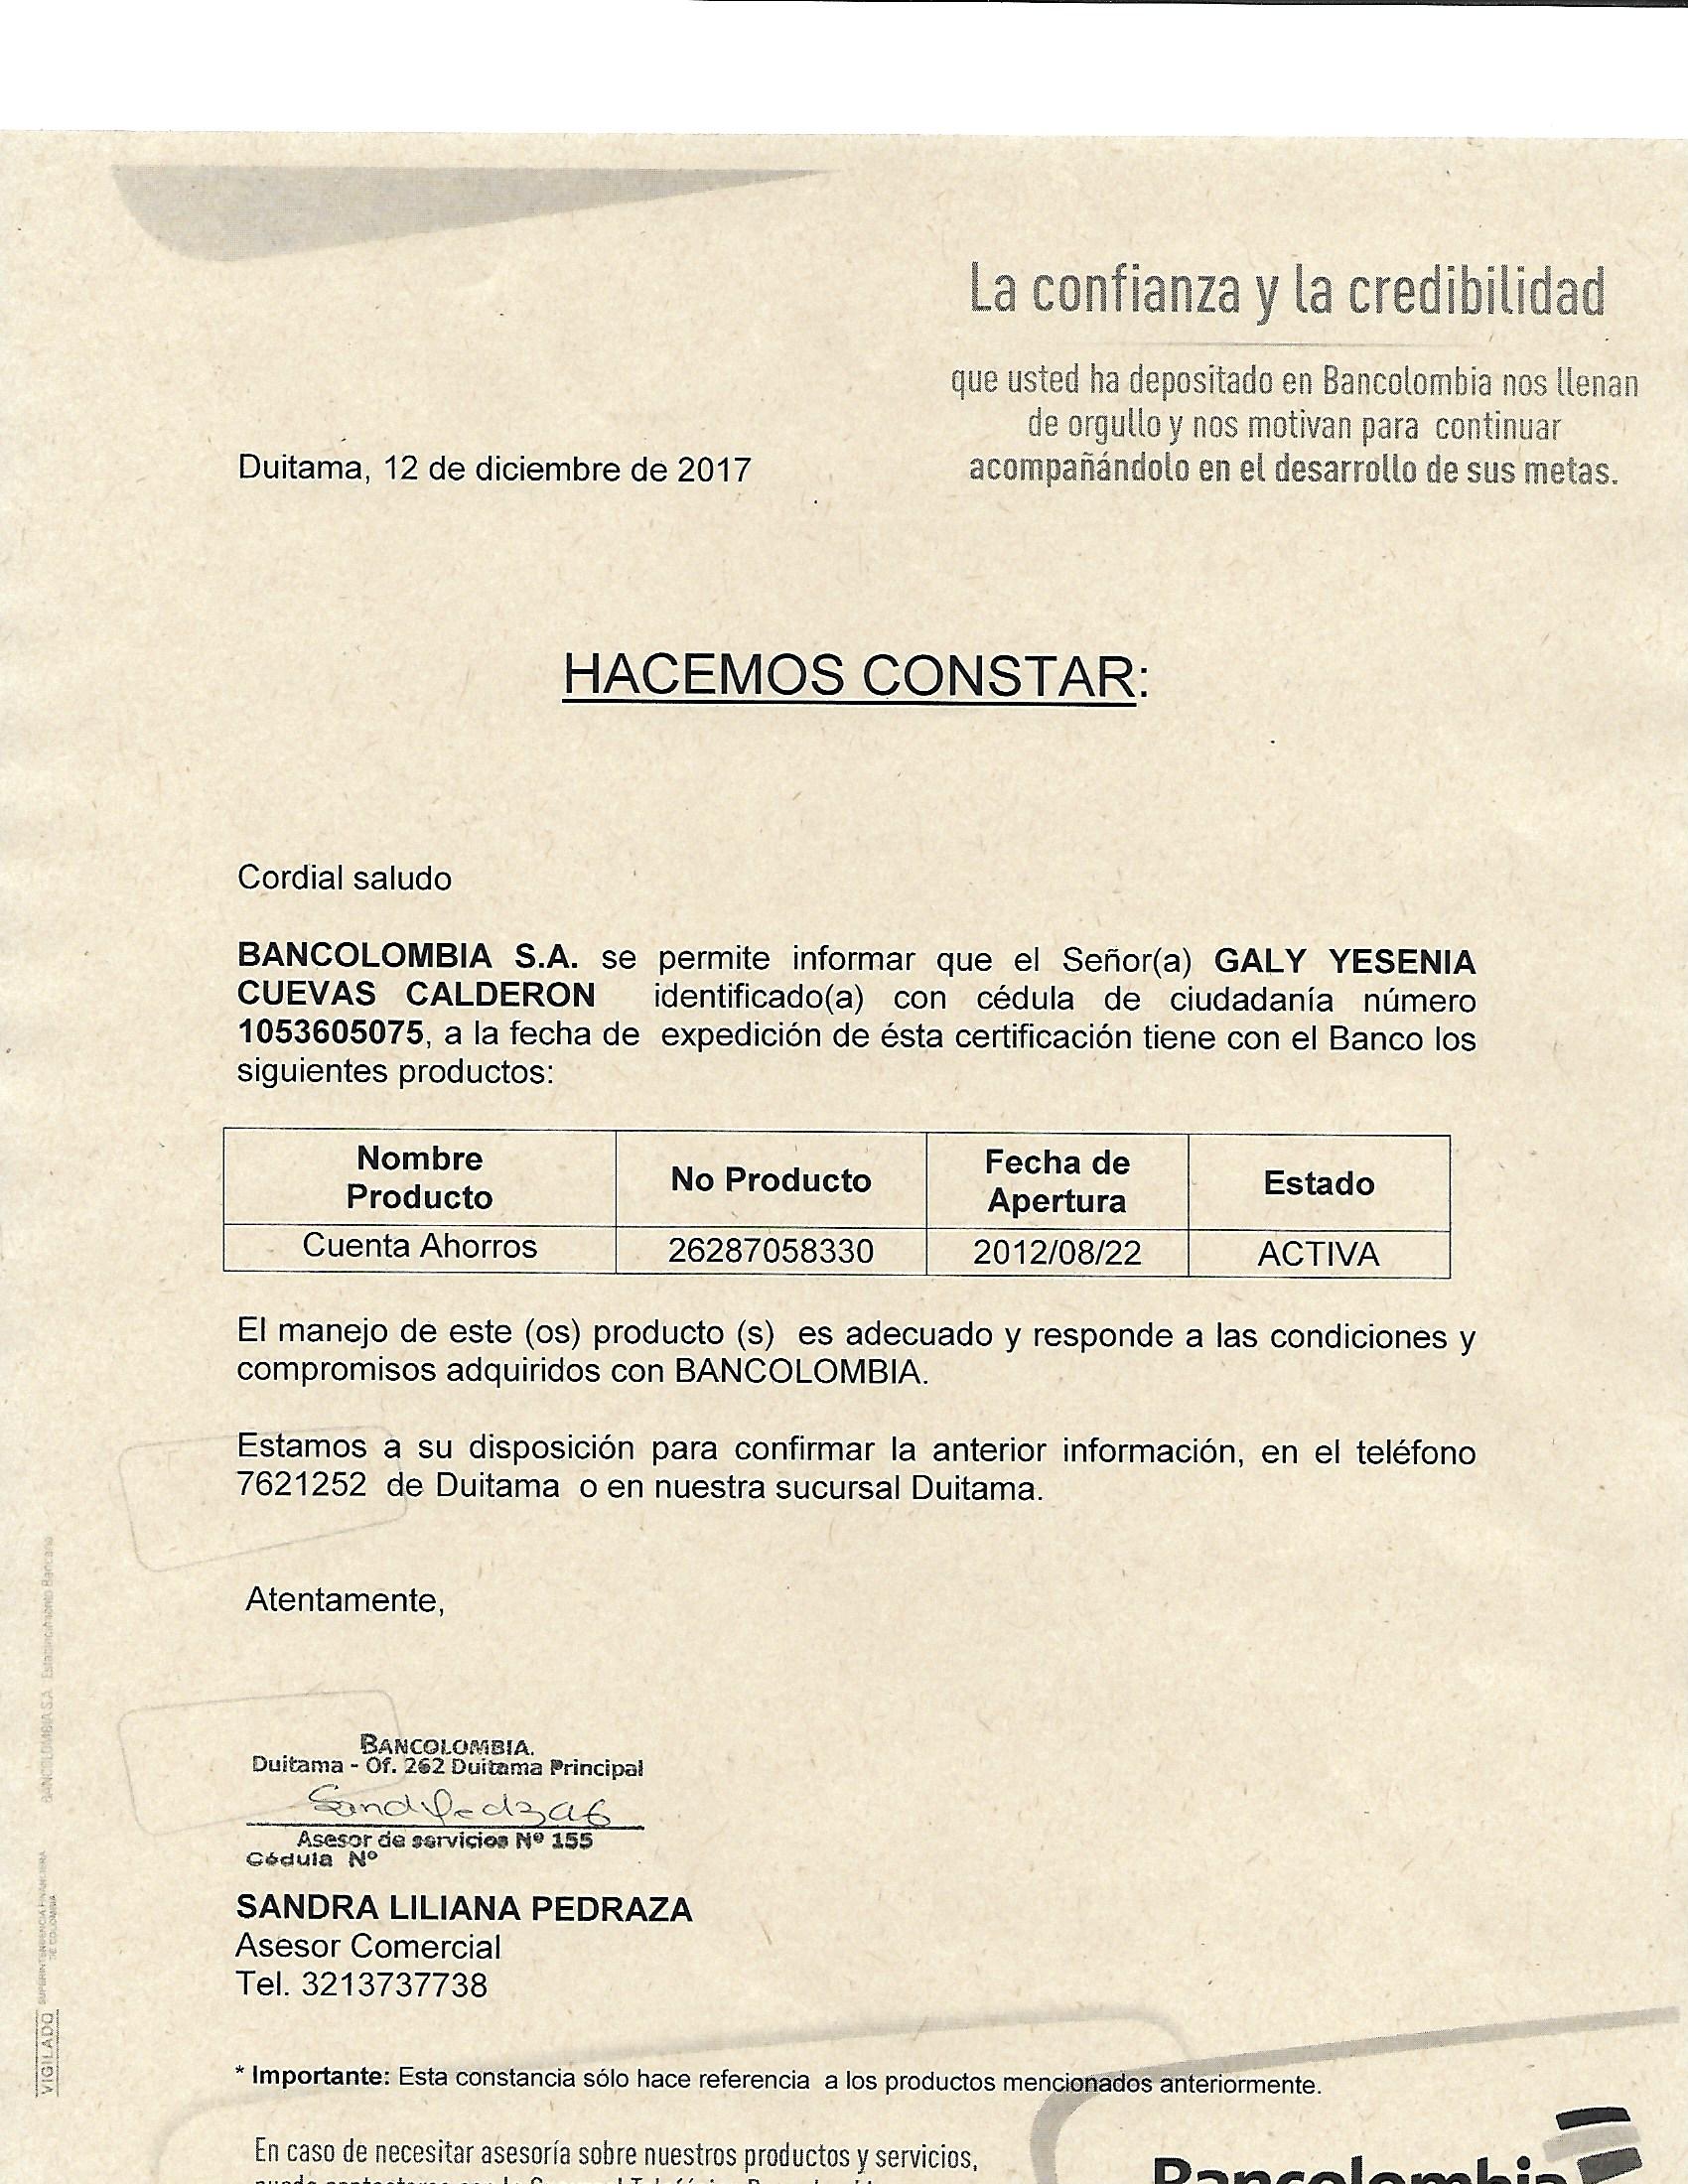 La confianza y la credibilidad
que usted ha depositado en Bancolombia nos llenan
de orgullo y nos motivan para continuar
acompañándolo en el desarrollo de sus metas.
Duitama, 12 de diciembre de 2017
HACEMOS CONSTAR:
Cordial saludo
BANCOLOMBIA S.A. se permite informar que el Señor(a) GALY YESENIA
CUEVAS CALDERON identificado(a) con cédula de ciudadanía número
1053605075, a la fecha de expedición de ésta certificación tiene con el Banco los
siguientes productos:
Nombre Producto No Producto Fecha de Apertura Estado
Cuenta Ahorros 26287058330 2012/08/22 ACTIVA
El manejo de este (os) producto (s) es adecuado y responde a las condiciones y
compromisos adquiridos con BANCOLOMBIA.
Estamos a su disposición para confirmar la anterior información, en el teléfono
7621252 de Duitama o en nuestra sucursal Duitama.
Atentamente,
BANCOLOMBIA.
Duitama - Of. 262 Duitama Principal
Asesor de servicios Nº 155
Cédula Nº
SANDRA LILIANA PEDRAZA
Asesor Comercial
Tel. 3213737738
* Importante: Esta constancia sólo hace referencia a los productos mencionados anteriormente.
En caso de necesitar asesoría sobre nuestros productos y servicios,
Bancolombia
VIGILADO SUPERINTENDENCIA FINANCIERA DE COLOMBIA
BANCOLOMBIA S.A. Establecimiento Bancario